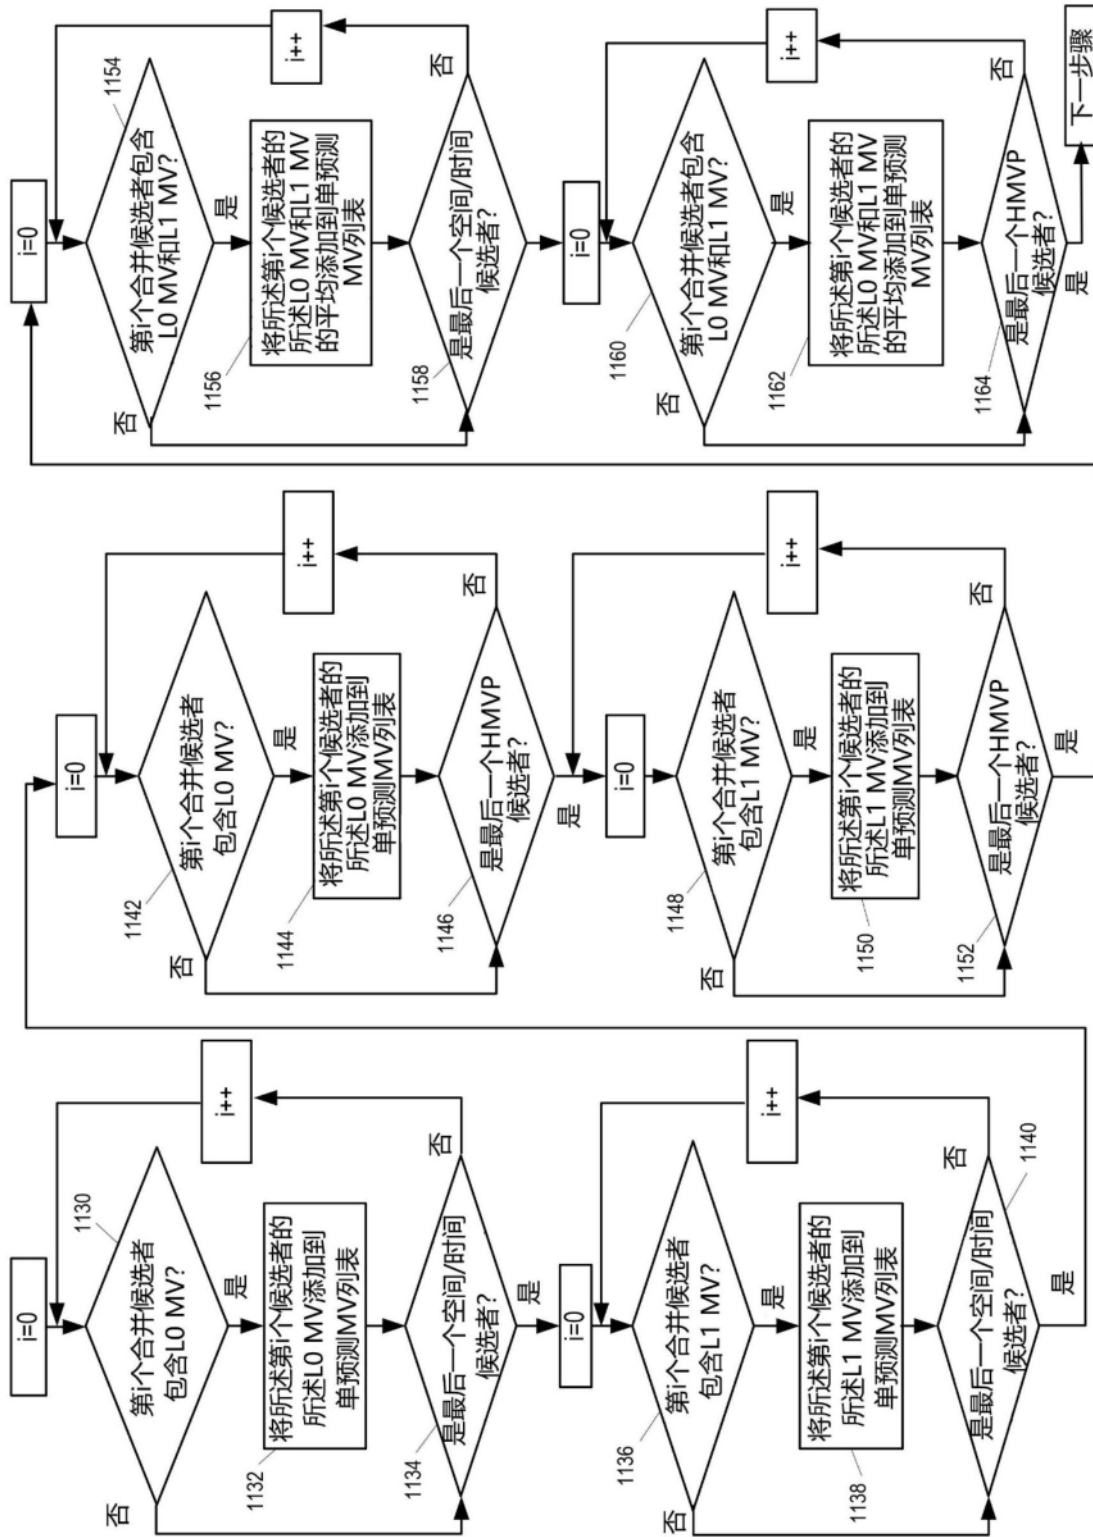 i=0
第i个合并候选者
包含L0 MV?
1130
是
否
将所述第i个候选者的
所述L0 MV添加到
单预测MV列表
1132
是最后一个空间/时间
候选者?
1134
否
i++
是
i=0
第i个合并候选者
包含L1 MV?
1136
是
否
将所述第i个候选者的
所述L1 MV添加到
单预测MV列表
1138
是最后一个空间/时间
候选者?
1140
否
i++
是
i=0
第i个合并候选者
包含L0 MV?
1142
是
否
将所述第i个候选者的
所述L0 MV添加到
单预测MV列表
1144
是最后一个HMVP
候选者?
1146
否
i++
是
i=0
第i个合并候选者
包含L1 MV?
1148
是
否
将所述第i个候选者的
所述L1 MV添加到
单预测MV列表
1150
是最后一个HMVP
候选者?
1152
否
i++
是
i=0
第i个合并候选者包含
L0 MV和L1 MV?
1154
是
否
将所述第i个候选者的
所述L0 MV和L1 MV
的平均添加到单预测
MV列表
1156
是最后一个空间/时间
候选者?
1158
否
i++
i=0
第i个合并候选者包含
L0 MV和L1 MV?
1160
是
否
将所述第i个候选者的
所述L0 MV和L1 MV
的平均添加到单预测
MV列表
1162
是最后一个HMVP
候选者?
1164
否
i++
是
下一步骤